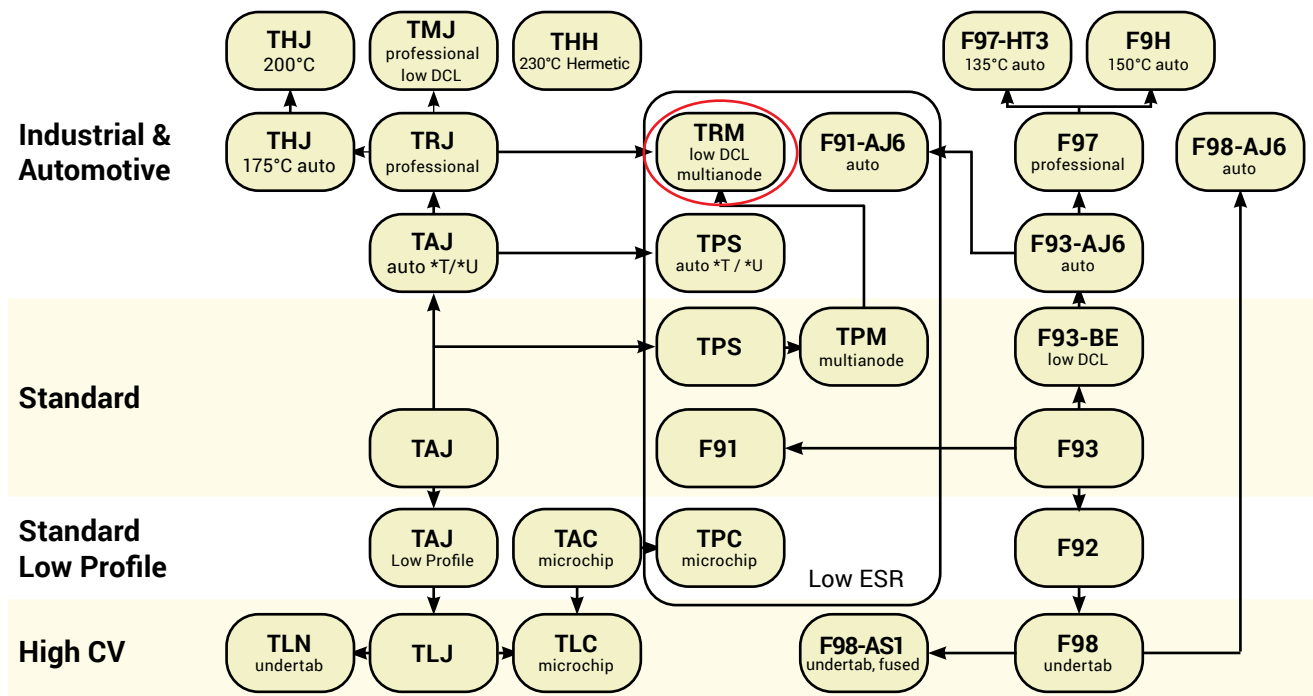 THJ
200°C
TMJ
professional
low DCL
THH
230°C Hermetic
F97-HT3
135°C auto
F9H
150°C auto
Industrial &
Automotive
THJ
175°C auto
TRJ
professional
TRM
low DCL
multianode
F91-AJ6
auto
F97
professional
F98-AJ6
auto
TAJ
auto *T/*U
TPS
auto *T / *U
F93-AJ6
auto
Standard
TPS
TPM
multianode
F93-BE
low DCL
TAJ
F91
F93
Standard
Low Profile
TAJ
Low Profile
TAC
microchip
TPC
microchip
Low ESR
F92
High CV
TLN
undertab
TLJ
TLC
microchip
F98-AS1
undertab, fused
F98
undertab